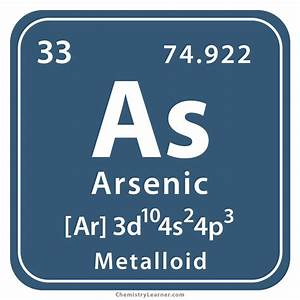 33 74.922
As
Arsenic
[Ar] 3d¹⁰4s²4p³
Metalloid
ChemistryLearner.com